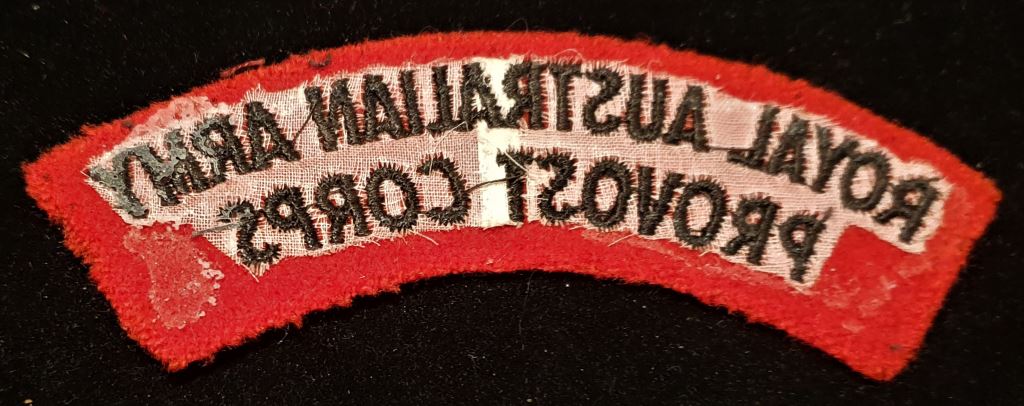 ROYAL AUSTRALIAN ARMY
PROVOST CORPS